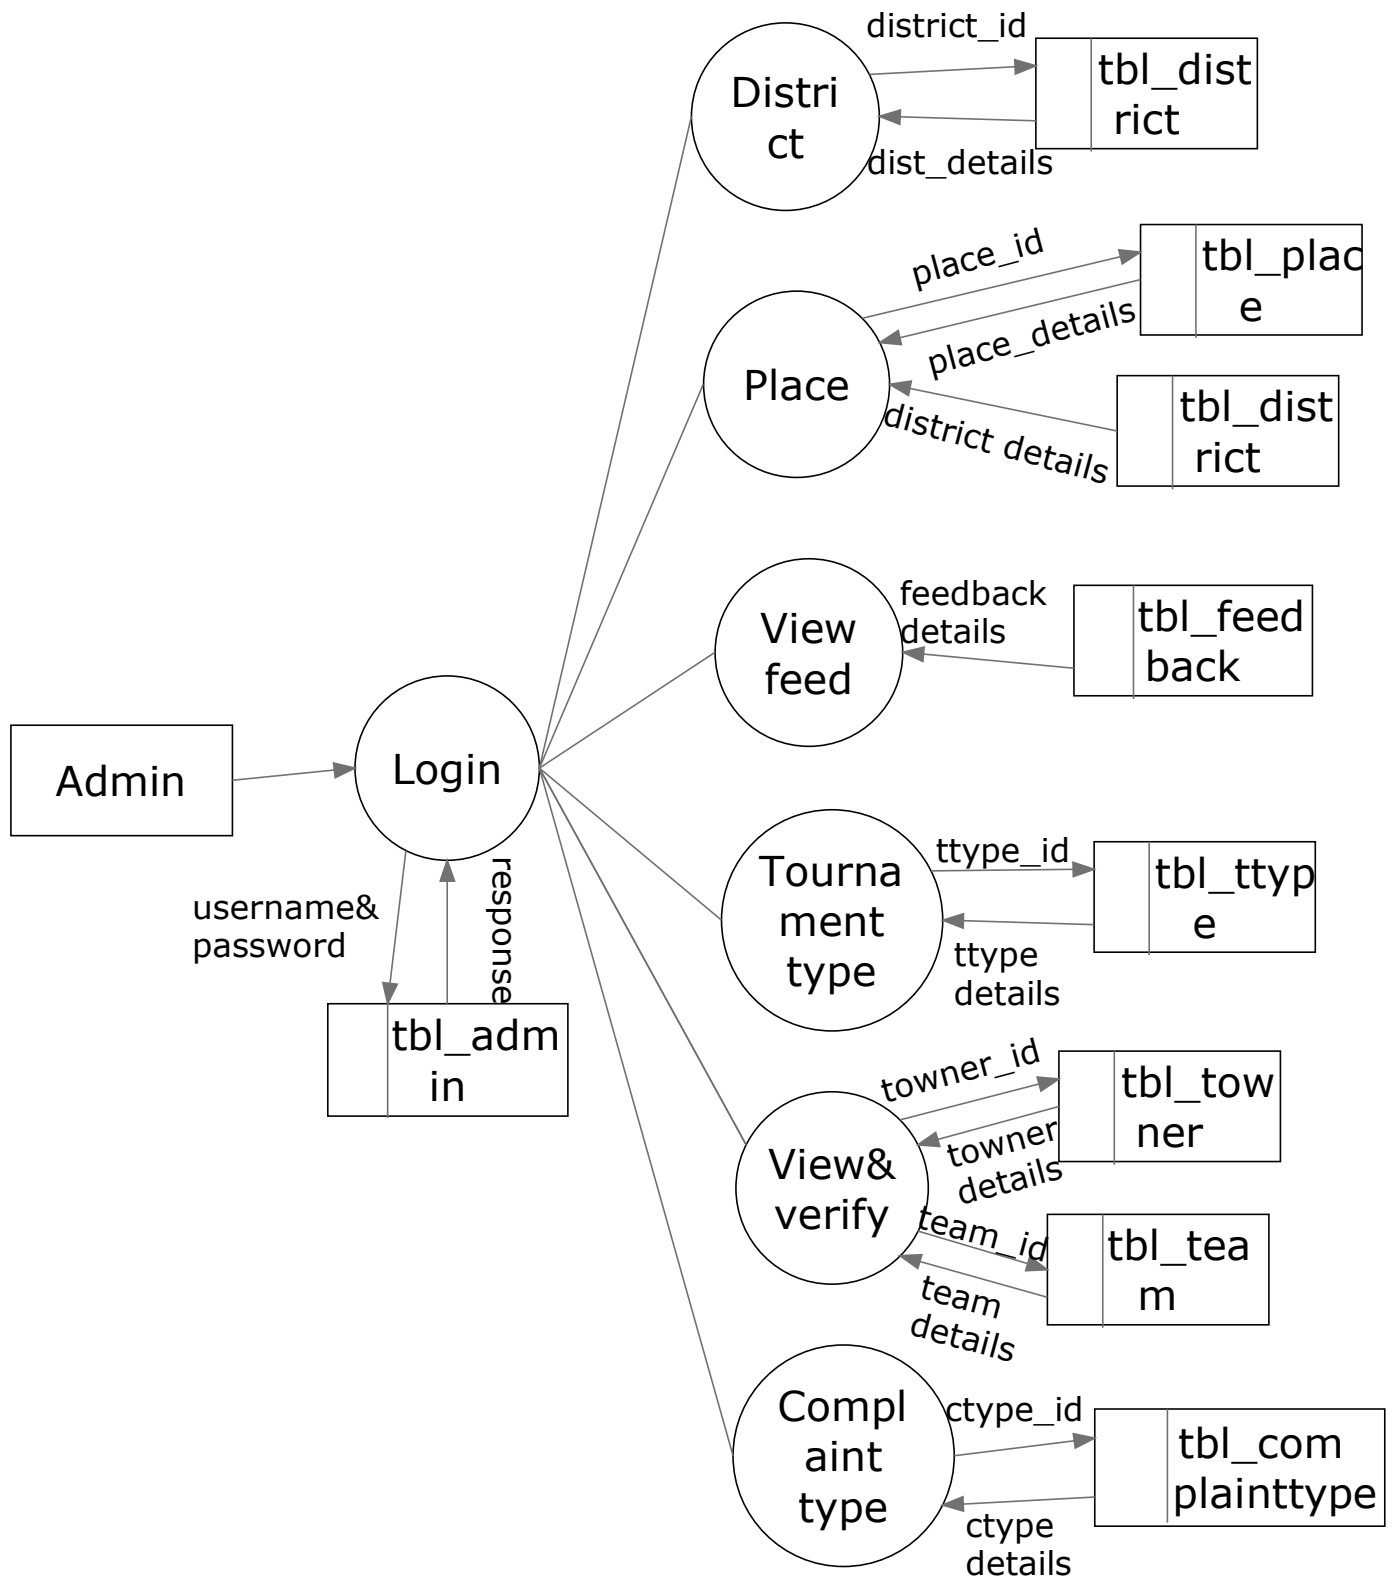 district_id
Distri
ct
tbl_dist
rict
dist_details
place_id
tbl_plac
e
place_details
Place
tbl_dist
rict
district details
View
feed
feedback
details
tbl_feed
back
Admin
Login
username&
password
response
tbl_adm
in
Tourna
ment
type
ttype_id
tbl_ttyp
e
ttype
details
View&
verify
towner_id
tbl_tow
ner
towner
details
team_id
tbl_tea
m
team
details
Compl
aint
type
ctype_id
tbl_com
plainttype
ctype
details